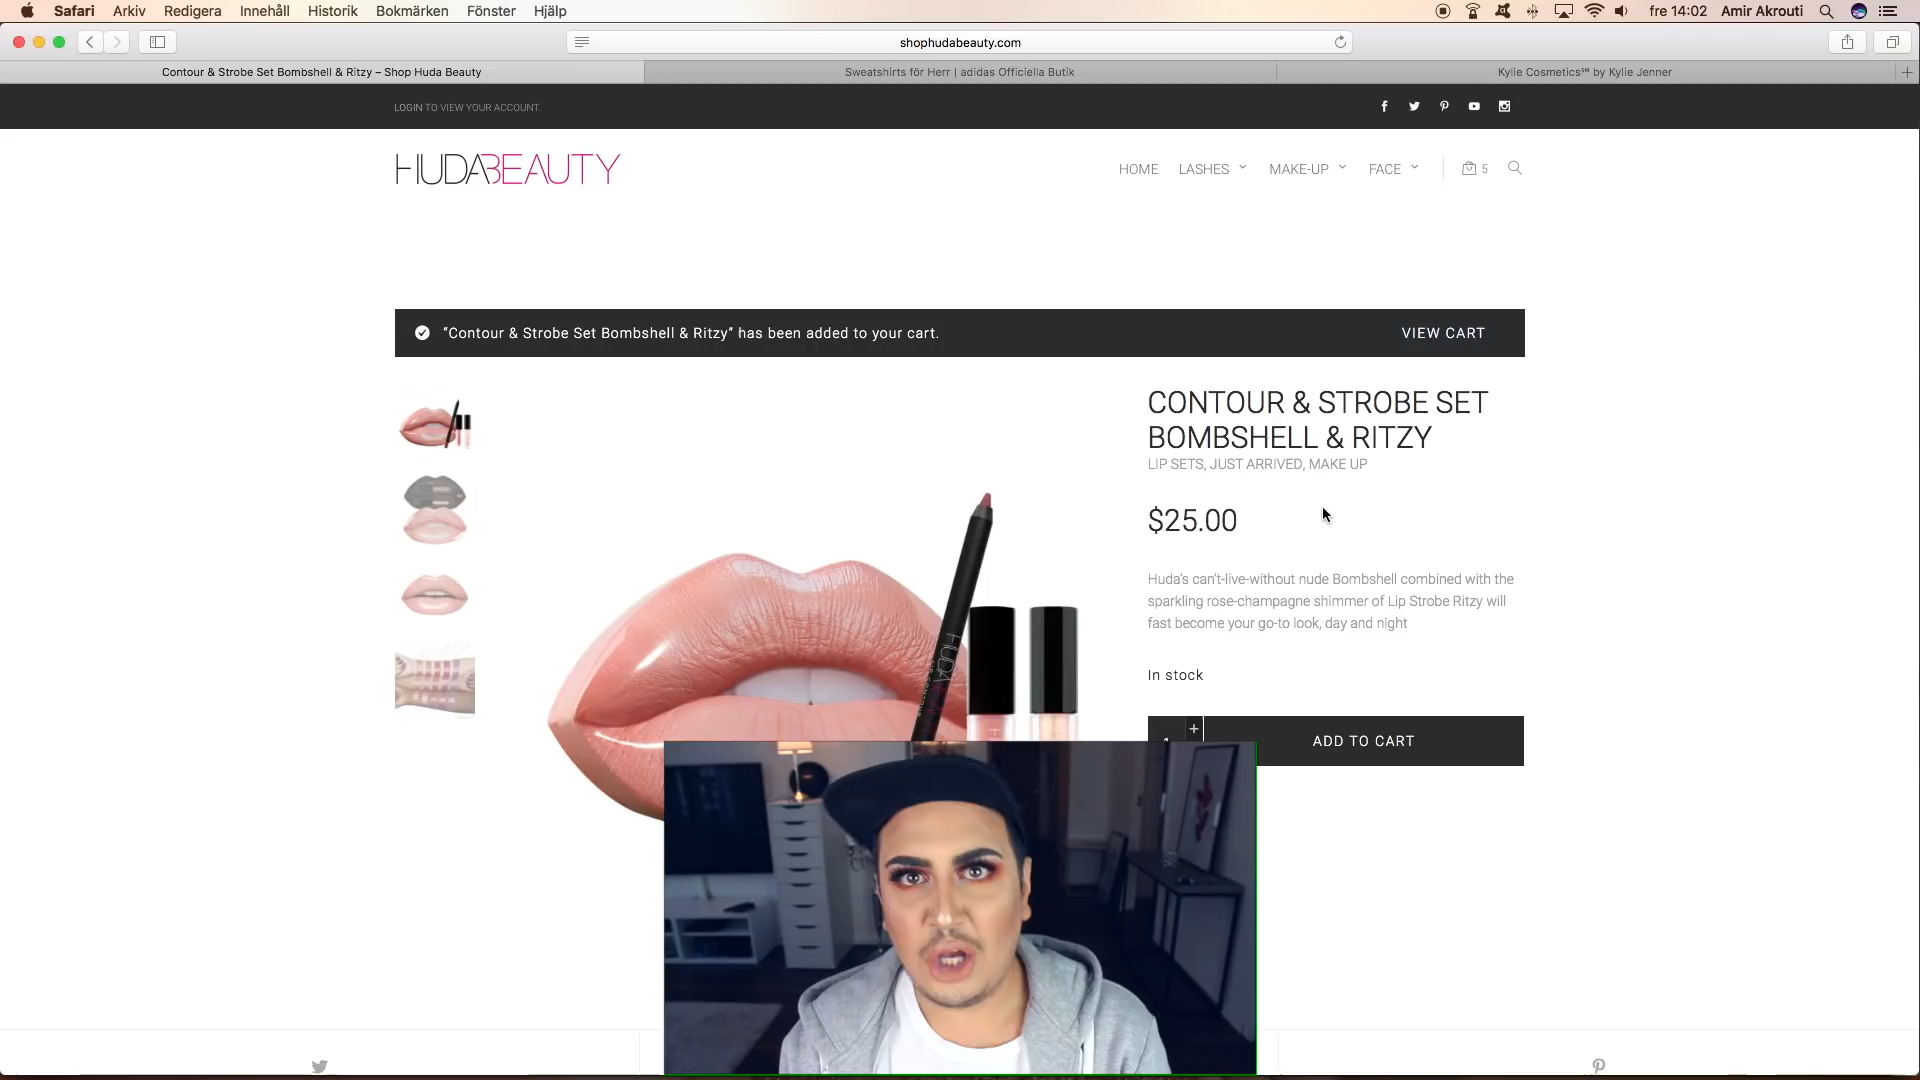 Safari Arkiv Redigera Innehåll Historik Bokmärken Fönster Hjälp fre 14:02 Amir Akrouti
shophudabeauty.com
Contour & Strobe Set Bombshell & Ritzy – Shop Huda Beauty
Sweatshirts för Herr | adidas Officiella Butik
Kylie Cosmetics℠ by Kylie Jenner
LOGIN TO VIEW YOUR ACCOUNT.
HUDABEAUTY
HOME LASHES MAKE-UP FACE 5
“Contour & Strobe Set Bombshell & Ritzy” has been added to your cart.
VIEW CART
CONTOUR & STROBE SET
BOMBSHELL & RITZY
LIP SETS, JUST ARRIVED, MAKE UP
$25.00
Huda's can't-live-without nude Bombshell combined with the
sparkling rose-champagne shimmer of Lip Strobe Ritzy will
fast become your go-to look, day and night
In stock
+
ADD TO CART
HUDA